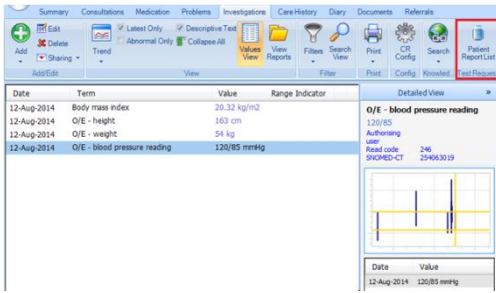 Summary Consultations Medication Problems Investigations Care History Diary Documents Referrals
Add
Edit
Delete
Sharing
Add/Edit
Trend
Latest Only
Descriptive Text
Abnormal Only
Collapse All
Values View
View Reports
View
Filters
Search View
Filter
Print
Print
CR Config
Config
Search
Knowled...
Patient Report List
Test Reques
Date Term Value Range Indicator
12-Aug-2014 Body mass index 20.32 kg/m2
12-Aug-2014 O/E - height 163 cm
12-Aug-2014 O/E - weight 54 kg
12-Aug-2014 O/E - blood pressure reading 120/85 mmHg
Detailed View »
O/E - blood pressure reading
120/85
Authorising
user
Read code 246
SNOMED-CT 254063019
Date Value
12-Aug-2014 120/85 mmHg